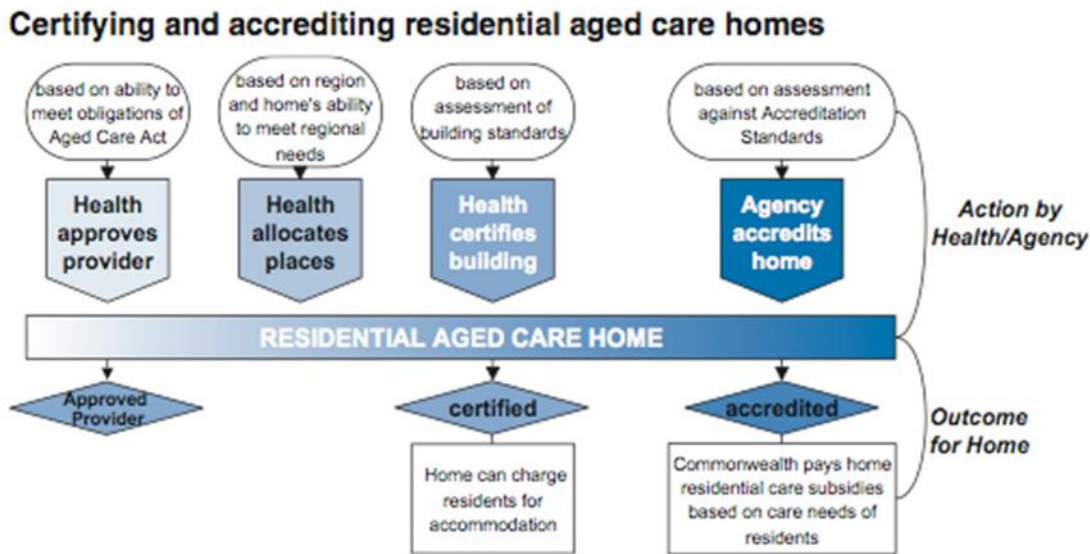 Certifying and accrediting residential aged care homes
based on ability to
meet obligations of
Aged Care Act
based on region
and home's ability
to meet regional
needs
based on
assessment of
building standards
based on assessment
against Accreditation
Standards
Health
approves
provider
Health
allocates
places
Health
certifies
building
Agency
accredits
home
Action by
Health/Agency
RESIDENTIAL AGED CARE HOME
Approved
Provider
certified
accredited
Outcome
for Home
Home can charge
residents for
accommodation
Commonwealth pays home
residential care subsidies
based on care needs of
residents